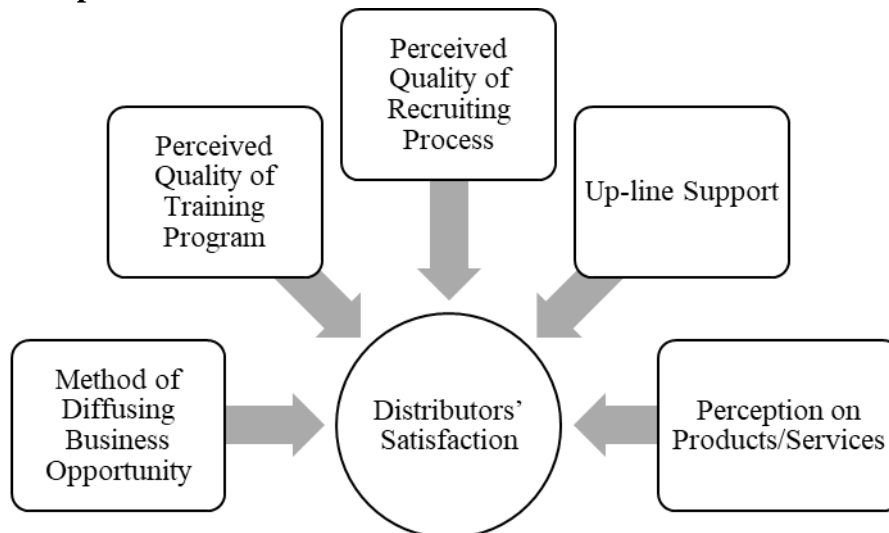 Perceived
Quality of
Recruiting
Process
Perceived
Quality of
Training
Program
Up-line Support
Method of
Diffusing
Business
Opportunity
Distributors’
Satisfaction
Perception on
Products/Services